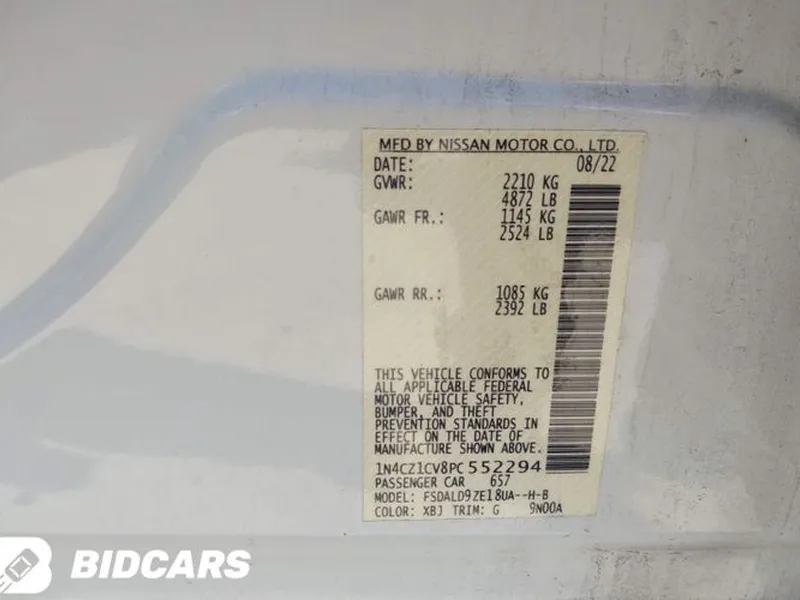 MFD BY NISSAN MOTOR CO., LTD.
DATE: 08/22
GVWR: 2210 KG
4872 LB
GAWR FR.: 1145 KG
2524 LB
GAWR RR.: 1085 KG
2392 LB
THIS VEHICLE CONFORMS TO
ALL APPLICABLE FEDERAL
MOTOR VEHICLE SAFETY,
BUMPER, AND THEFT
PREVENTION STANDARDS IN
EFFECT ON THE DATE OF
MANUFACTURE SHOWN ABOVE.
1N4CZ1CV8PC552294
PASSENGER CAR 657
MODEL: FSDALD9ZE18UA--H-B
COLOR: XBJ TRIM: G 9N00A
BIDCARS